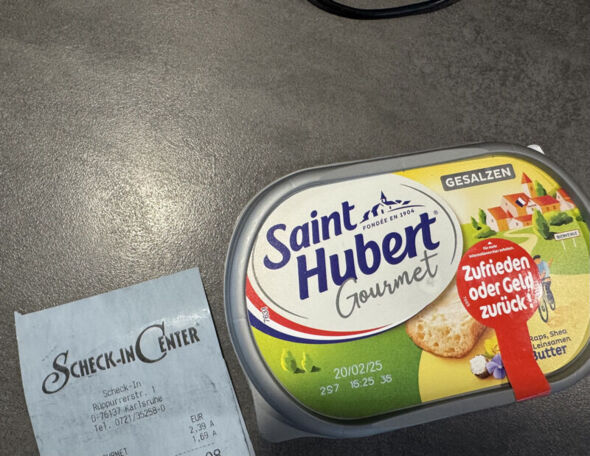 GESALZEN
Saint
Hubert®
FONDÉE EN 1904
Gourmet
BIENVENUE
Zufrieden
oder Geld
zurück!
Raps, Shea
Leinsamen
Butter
20/02/25
297 16:25 36
SCHECK-IN CENTER
Scheck-In
Rüppurrerstr. 1
D-76137 Karlsruhe
Tel. 0721/35258-0
EUR
2,39 A
1,69 A